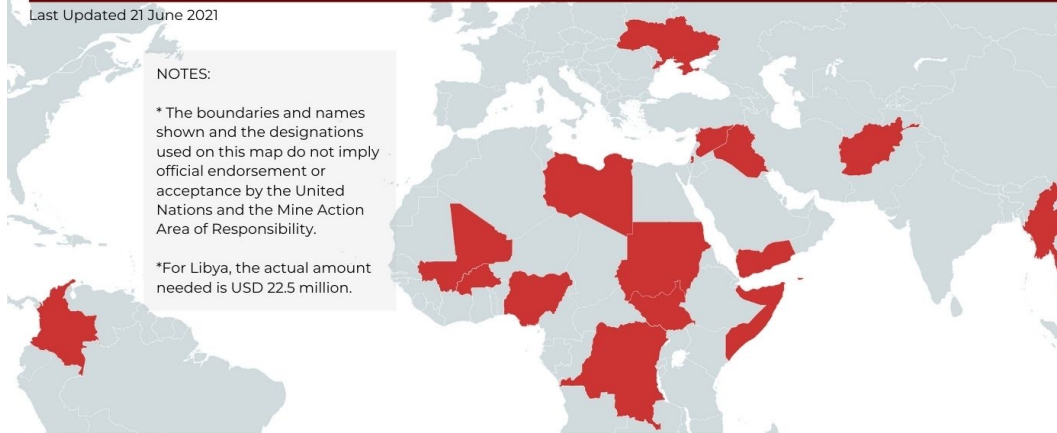 Last Updated 21 June 2021
NOTES:
* The boundaries and names
shown and the designations
used on this map do not imply
official endorsement or
acceptance by the United
Nations and the Mine Action
Area of Responsibility.
*For Libya, the actual amount
needed is USD 22.5 million.